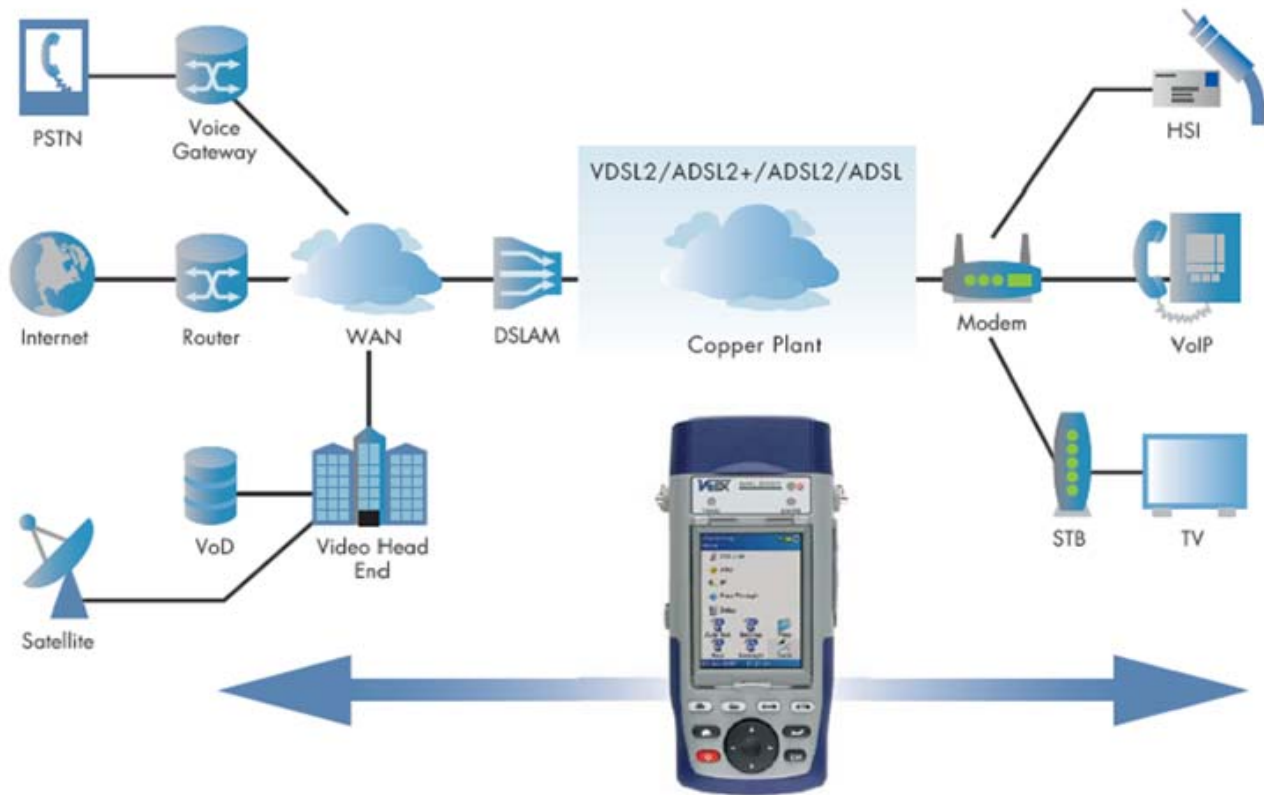 PSTN
Voice
Gateway
HSI
VDSL2/ADSL2+/ADSL2/ADSL
Internet
Router
WAN
DSLAM
Copper Plant
Modem
VoIP
VoD
Video Head
End
STB
TV
Satellite